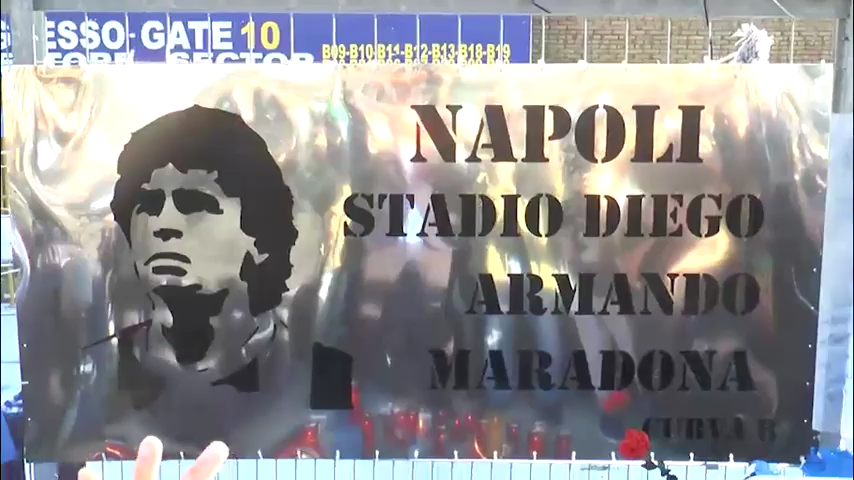 ESSO-GATE 10
B09-B10-B11-B12-B13-B18-B19
SECTOR
NAPOLI
STADIO DIEGO
ARMANDO
MARADONA
CURVA B